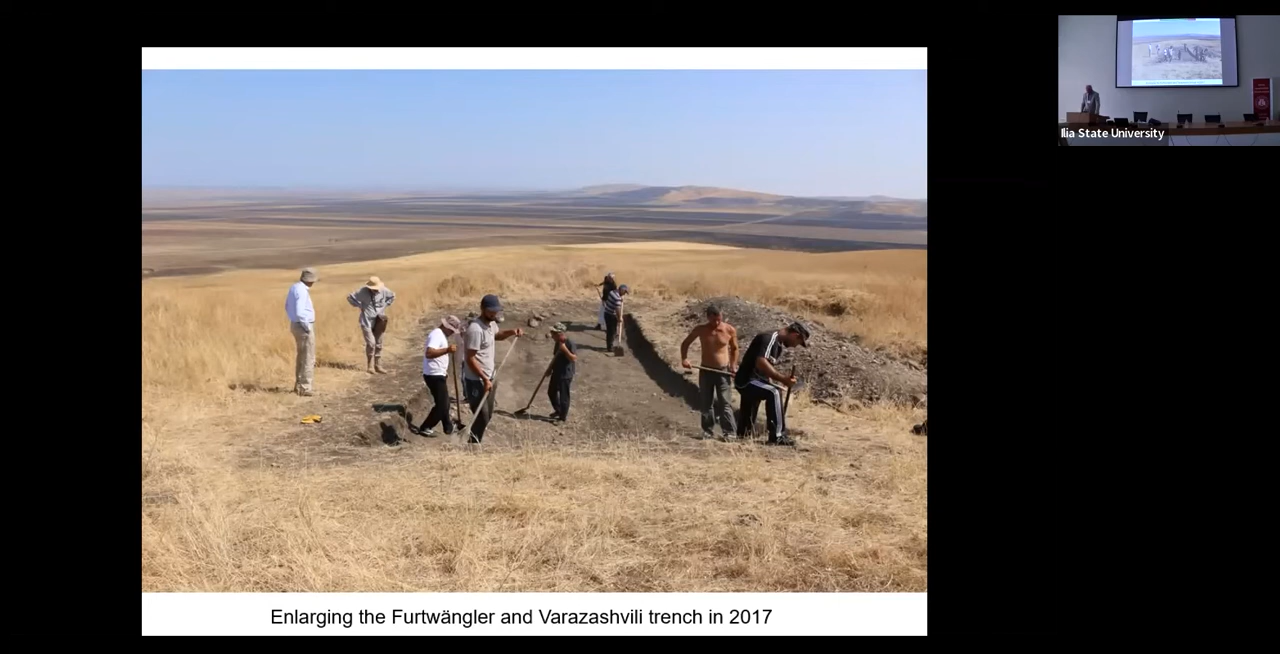 Ilia State University
Enlarging the Furtwängler and Varazashvili trench in 2017